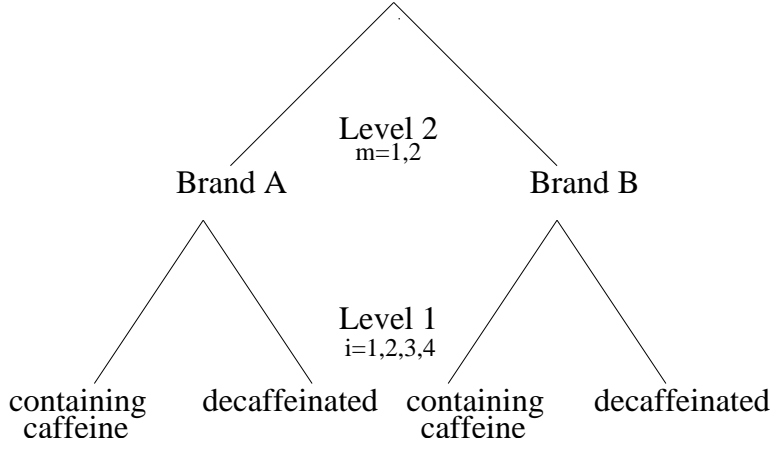 Level 2
m=1,2
Brand A
Brand B
Level 1
i=1,2,3,4
containing
caffeine
decaffeinated
containing
caffeine
decaffeinated